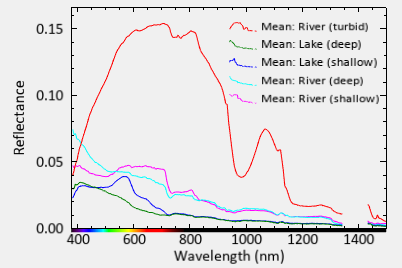 0.15
0.10
0.05
0.00
Reflectance
Mean: River (turbid)
Mean: Lake (deep)
Mean: Lake (shallow)
Mean: River (deep)
Mean: River (shallow)
400 600 800 1000 1200 1400
Wavelength (nm)